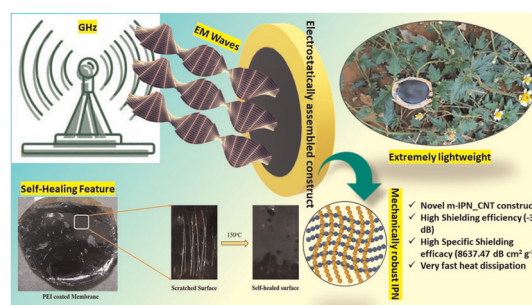 GHz
EM Waves
Electrostatically assembled construct
Extremely lightweight
Self-Healing Feature
PEI coated Membrane
Scratched Surface
150°C
Self-healed surface
Mechanically robust IPN
✓ Novel m-IPN_CNT construc
✓ High Shielding efficiency (-3
dB)
✓ High Specific Shielding
efficacy (8637.47 dB cm² g⁻
✓ Very fast heat dissipation